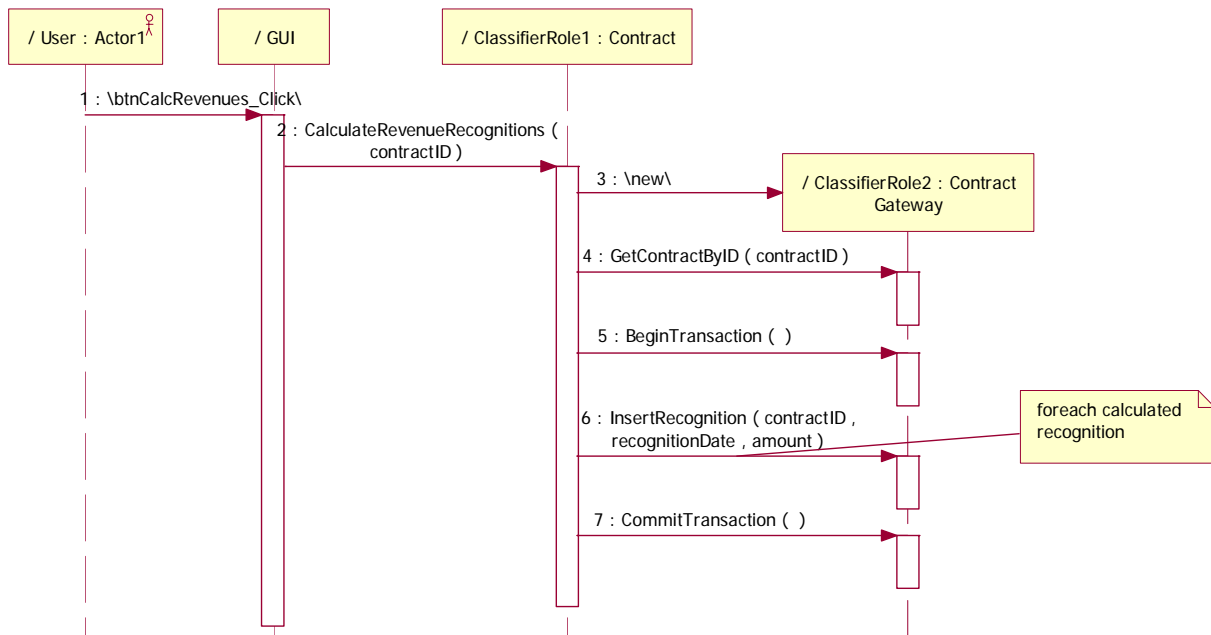 / User : Actor1
/ GUI
/ ClassifierRole1 : Contract
1 : \btnCalcRevenues_Click\
2 : CalculateRevenueRecognitions (
contractID )
3 : \new\
/ ClassifierRole2 : Contract
Gateway
4 : GetContractByID ( contractID )
5 : BeginTransaction ( )
6 : InsertRecognition ( contractID ,
recognitionDate , amount )
foreach calculated
recognition
7 : CommitTransaction ( )